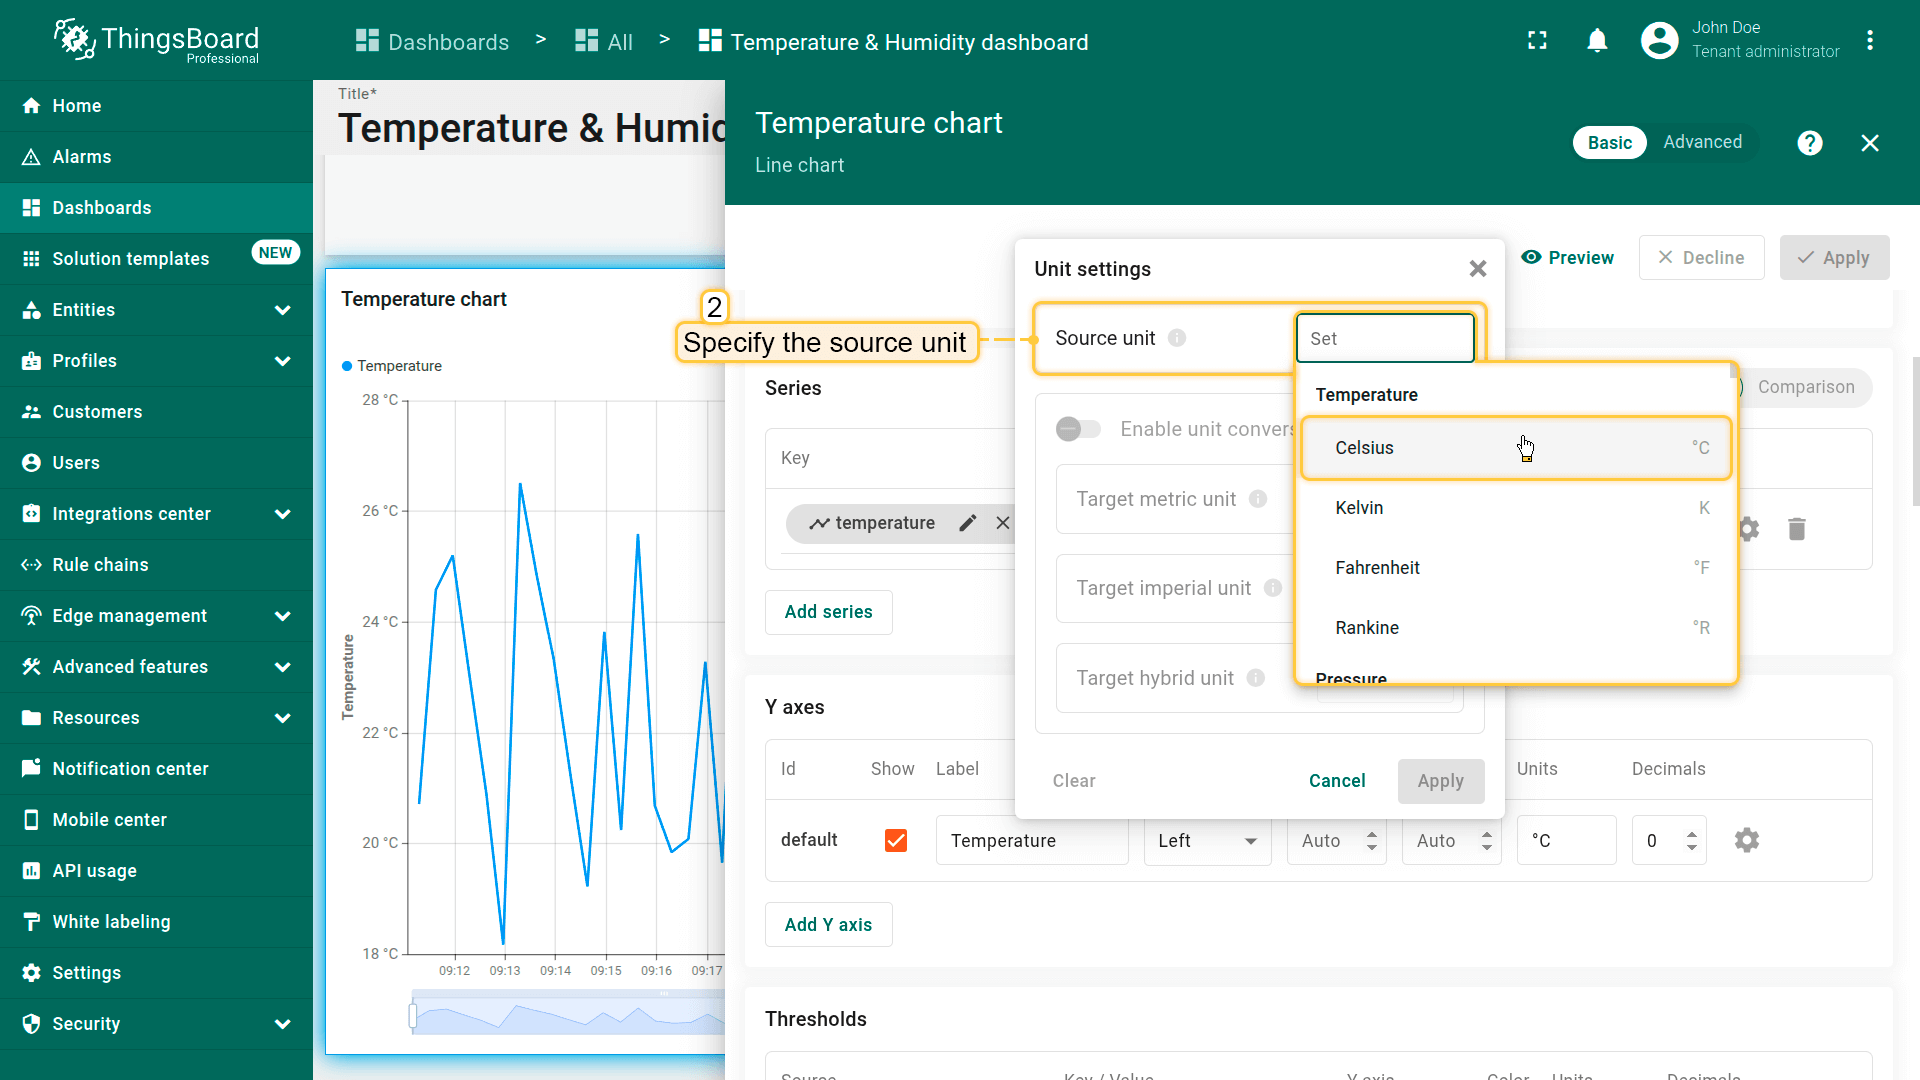 ThingsBoard
Professional
Dashboards > All > Temperature & Humidity dashboard
John Doe
Tenant administrator
Home
Alarms
Dashboards
Solution templates NEW
Entities
Profiles
Customers
Users
Integrations center
Rule chains
Edge management
Advanced features
Resources
Notification center
Mobile center
API usage
White labeling
Settings
Security
Title*
Temperature & Humid
Temperature chart
Temperature
28 °C
26 °C
24 °C
22 °C
20 °C
18 °C
Temperature
09:12 09:13 09:14 09:15 09:16 09:17
Temperature chart
Line chart
Basic Advanced
Preview Decline Apply
2
Specify the source unit
Series
Comparison
Key
temperature
Add series
Unit settings
Source unit Set
Enable unit convers
Target metric unit
Target imperial unit
Target hybrid unit
Clear Cancel Apply
Temperature
Celsius °C
Kelvin K
Fahrenheit °F
Rankine °R
Pressure
Y axes
Id Show Label Units Decimals
default Temperature Left Auto Auto °C 0
Add Y axis
Thresholds
Source Key / Value Y axis Color Units Decimals